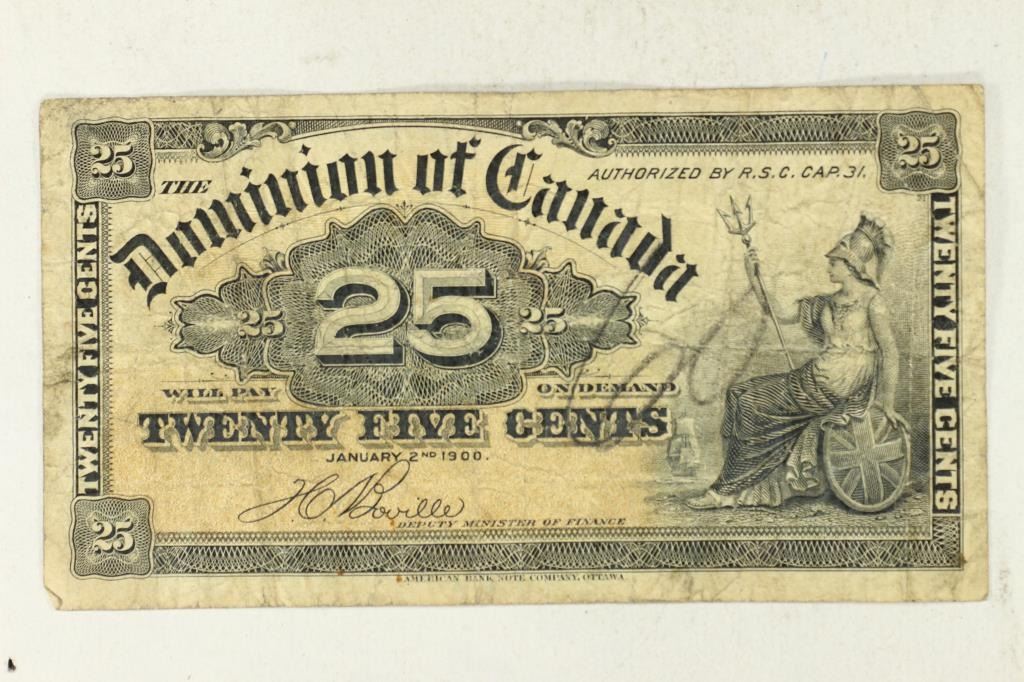 25
25
THE
Dominion of Canada
AUTHORIZED BY R.S.C. CAP. 31.
TWENTY FIVE CENTS
TWENTY FIVE CENTS
25
25
25
WILL PAY
ON DEMAND
TWENTY FIVE CENTS
JANUARY 2ND 1900.
H C Boville
DEPUTY MINISTER OF FINANCE
25
AMERICAN BANK NOTE COMPANY, OTTAWA